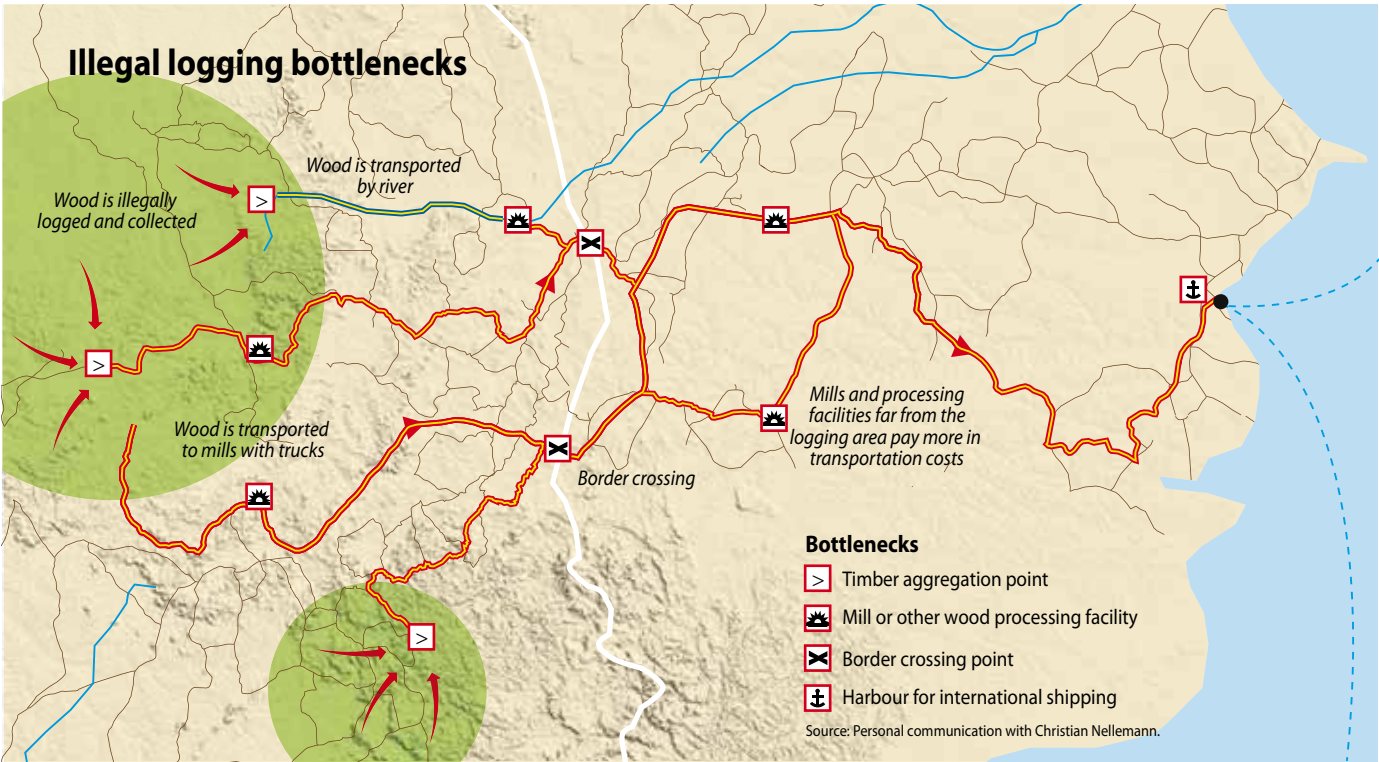 Illegal logging bottlenecks
Wood is transported
by river
Wood is illegally
logged and collected
>
>
Wood is transported
to mills with trucks
Mills and processing
facilities far from the
logging area pay more in
transportation costs
Border crossing
>
Bottlenecks
> Timber aggregation point
Mill or other wood processing facility
Border crossing point
Harbour for international shipping
Source: Personal communication with Christian Nellemann.